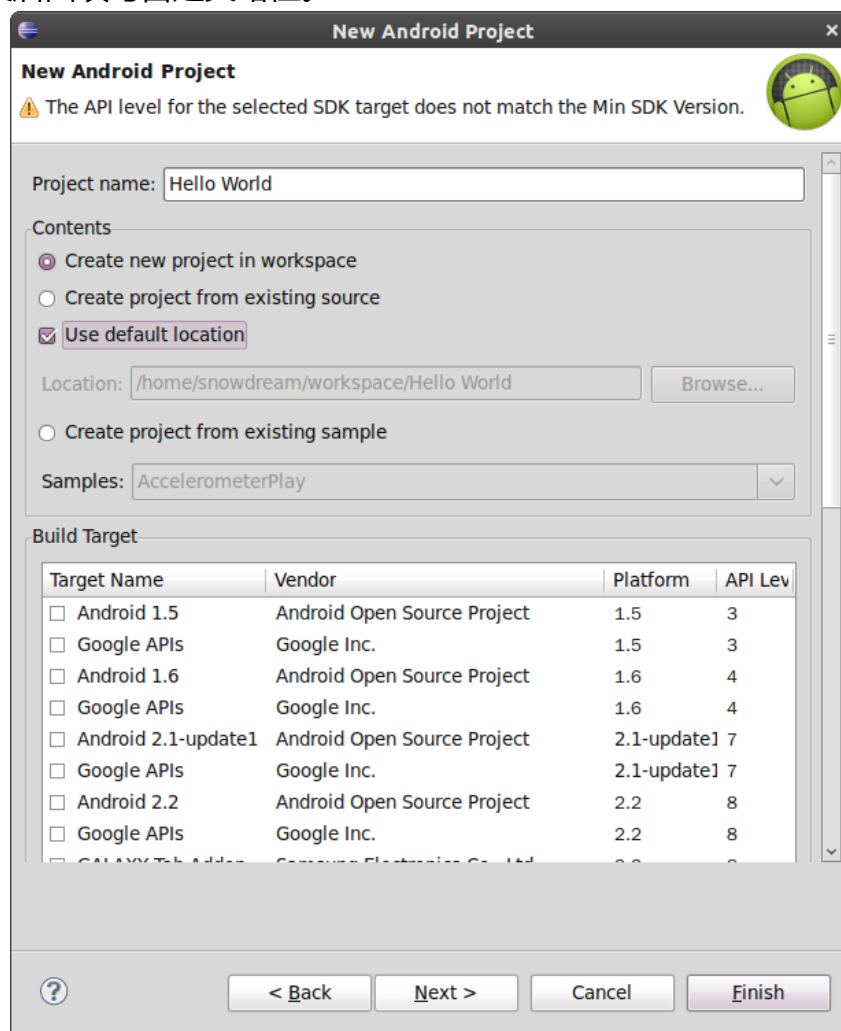 New Android Project
New Android Project
The API level for the selected SDK target does not match the Min SDK Version.
Project name: Hello World
Contents
Create new project in workspace
Create project from existing source
Use default location
Location: /home/snowdream/workspace/Hello World Browse...
Create project from existing sample
Samples: AccelerometerPlay
Build Target
Target Name Vendor Platform API Lev
Android 1.5 Android Open Source Project 1.5 3
Google APIs Google Inc. 1.5 3
Android 1.6 Android Open Source Project 1.6 4
Google APIs Google Inc. 1.6 4
Android 2.1-update1 Android Open Source Project 2.1-update1 7
Google APIs Google Inc. 2.1-update1 7
Android 2.2 Android Open Source Project 2.2 8
Google APIs Google Inc. 2.2 8
< Back Next > Cancel Finish